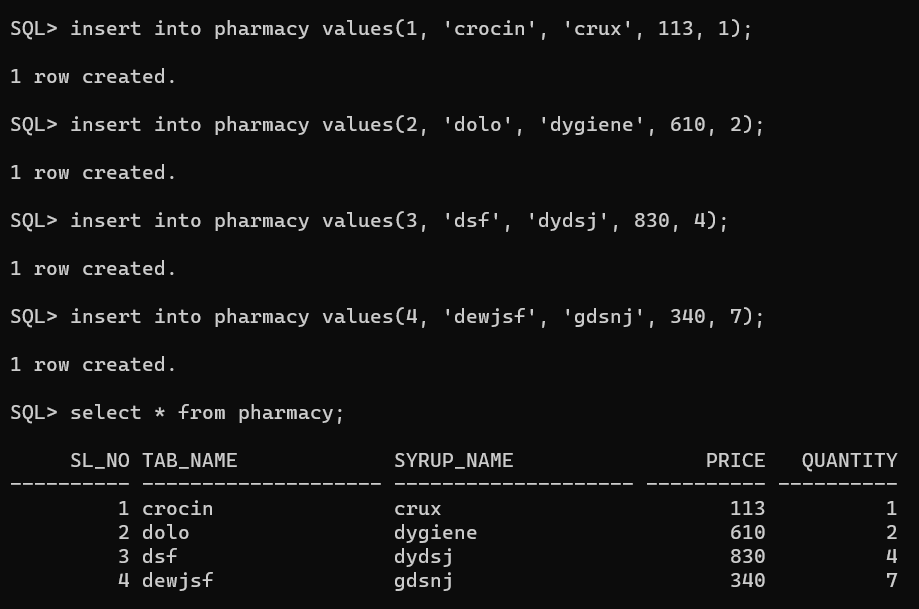 SQL> insert into pharmacy values(1, 'crocin', 'crux', 113, 1);
1 row created.
SQL> insert into pharmacy values(2, 'dolo', 'dygiene', 610, 2);
1 row created.
SQL> insert into pharmacy values(3, 'dsf', 'dydsj', 830, 4);
1 row created.
SQL> insert into pharmacy values(4, 'dewjsf', 'gdsnj', 340, 7);
1 row created.
SQL> select * from pharmacy;
     SL_NO TAB_NAME             SYRUP_NAME                PRICE   QUANTITY
---------- -------------------- -------------------- ---------- ----------
         1 crocin               crux                        113          1
         2 dolo                 dygiene                     610          2
         3 dsf                  dydsj                       830          4
         4 dewjsf               gdsnj                       340          7